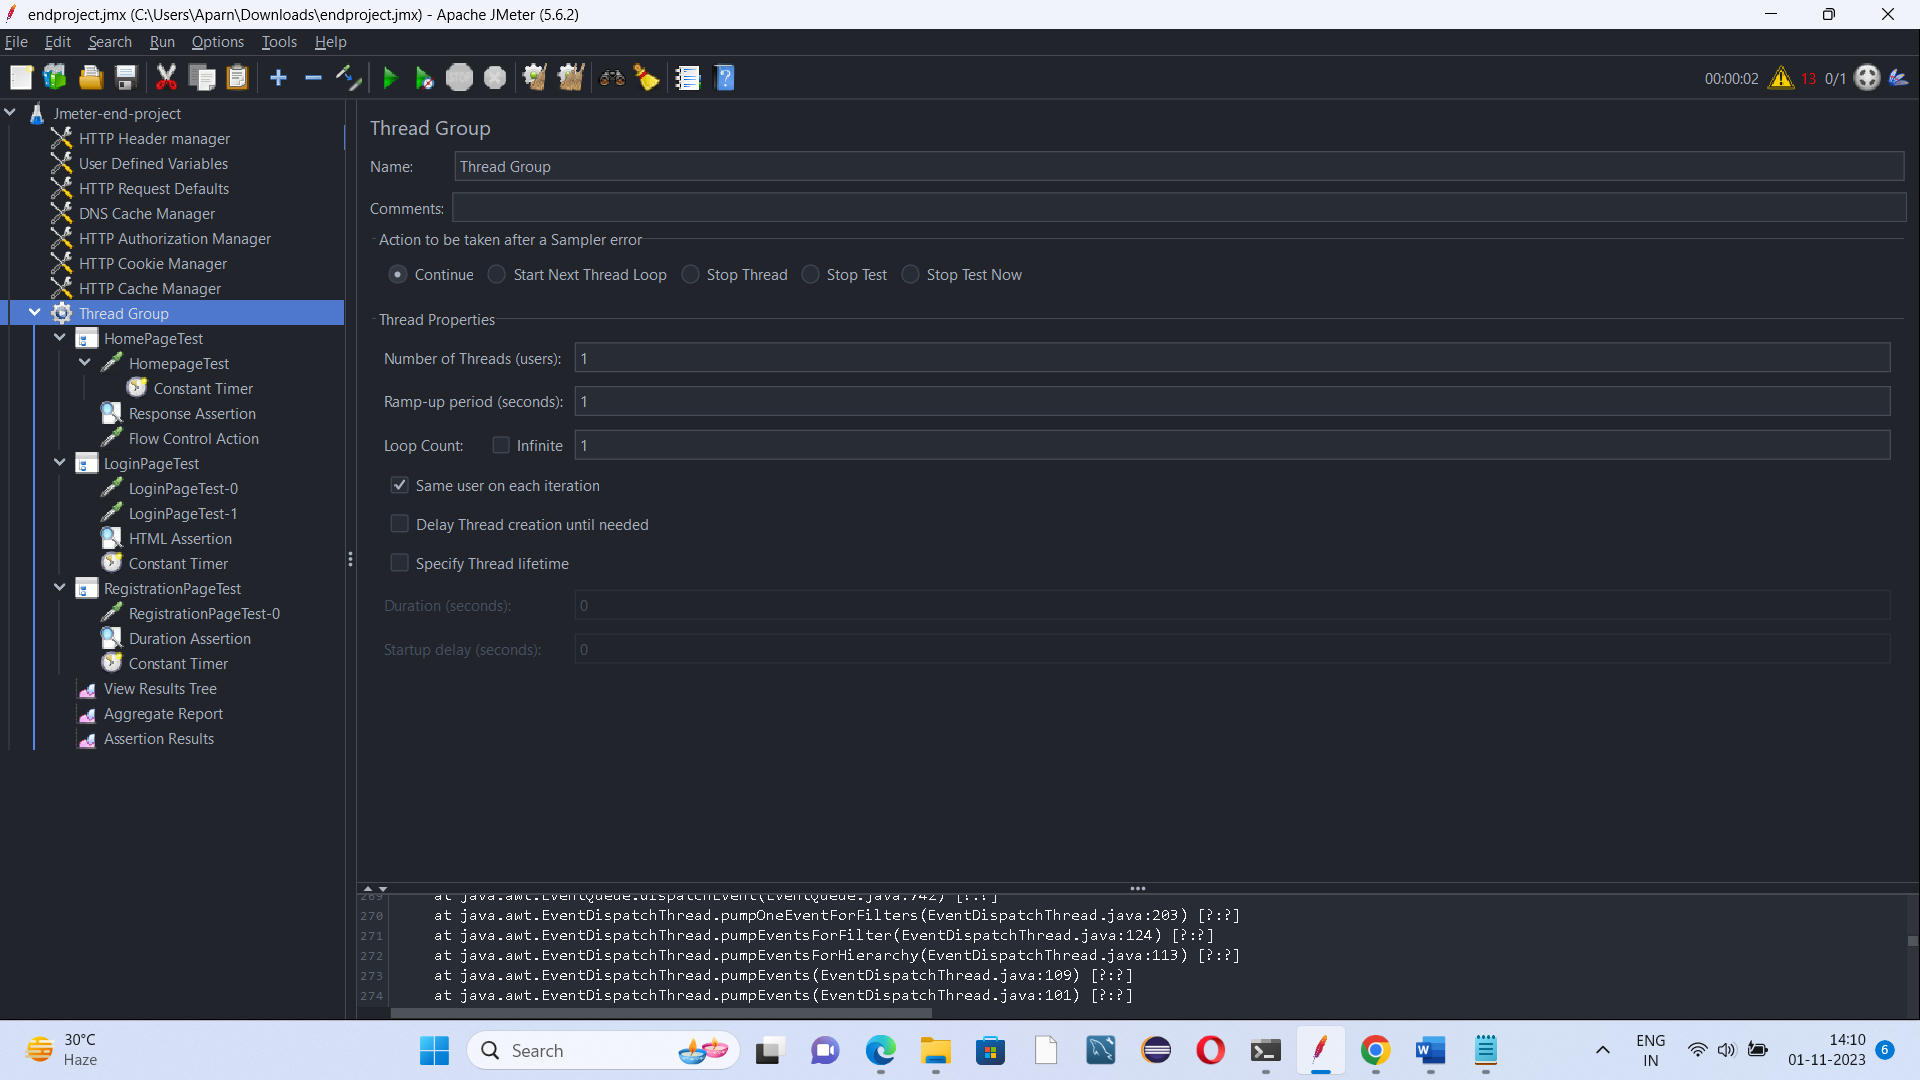 endproject.jmx (C:\Users\Aparn\Downloads\endproject.jmx) - Apache JMeter (5.6.2)
File Edit Search Run Options Tools Help
STOP
00:00:02 13 0/1
Jmeter-end-project
HTTP Header manager
User Defined Variables
HTTP Request Defaults
DNS Cache Manager
HTTP Authorization Manager
HTTP Cookie Manager
HTTP Cache Manager
Thread Group
HomePageTest
HomepageTest
Constant Timer
Response Assertion
Flow Control Action
LoginPageTest
LoginPageTest-0
LoginPageTest-1
HTML Assertion
Constant Timer
RegistrationPageTest
RegistrationPageTest-0
Duration Assertion
Constant Timer
View Results Tree
Aggregate Report
Assertion Results
Thread Group
Name: Thread Group
Comments:
Action to be taken after a Sampler error
Continue Start Next Thread Loop Stop Thread Stop Test Stop Test Now
Thread Properties
Number of Threads (users): 1
Ramp-up period (seconds): 1
Loop Count: Infinite 1
Same user on each iteration
Delay Thread creation until needed
Specify Thread lifetime
Duration (seconds): 0
Startup delay (seconds): 0
269 at java.awt.EventQueue.dispatchEvent(EventQueue.java:742) [?:?]
270 at java.awt.EventDispatchThread.pumpOneEventForFilters(EventDispatchThread.java:203) [?:?]
271 at java.awt.EventDispatchThread.pumpEventsForFilter(EventDispatchThread.java:124) [?:?]
272 at java.awt.EventDispatchThread.pumpEventsForHierarchy(EventDispatchThread.java:113) [?:?]
273 at java.awt.EventDispatchThread.pumpEvents(EventDispatchThread.java:109) [?:?]
274 at java.awt.EventDispatchThread.pumpEvents(EventDispatchThread.java:101) [?:?]
30°C
Haze
Search
ENG
IN
14:10
01-11-2023
6